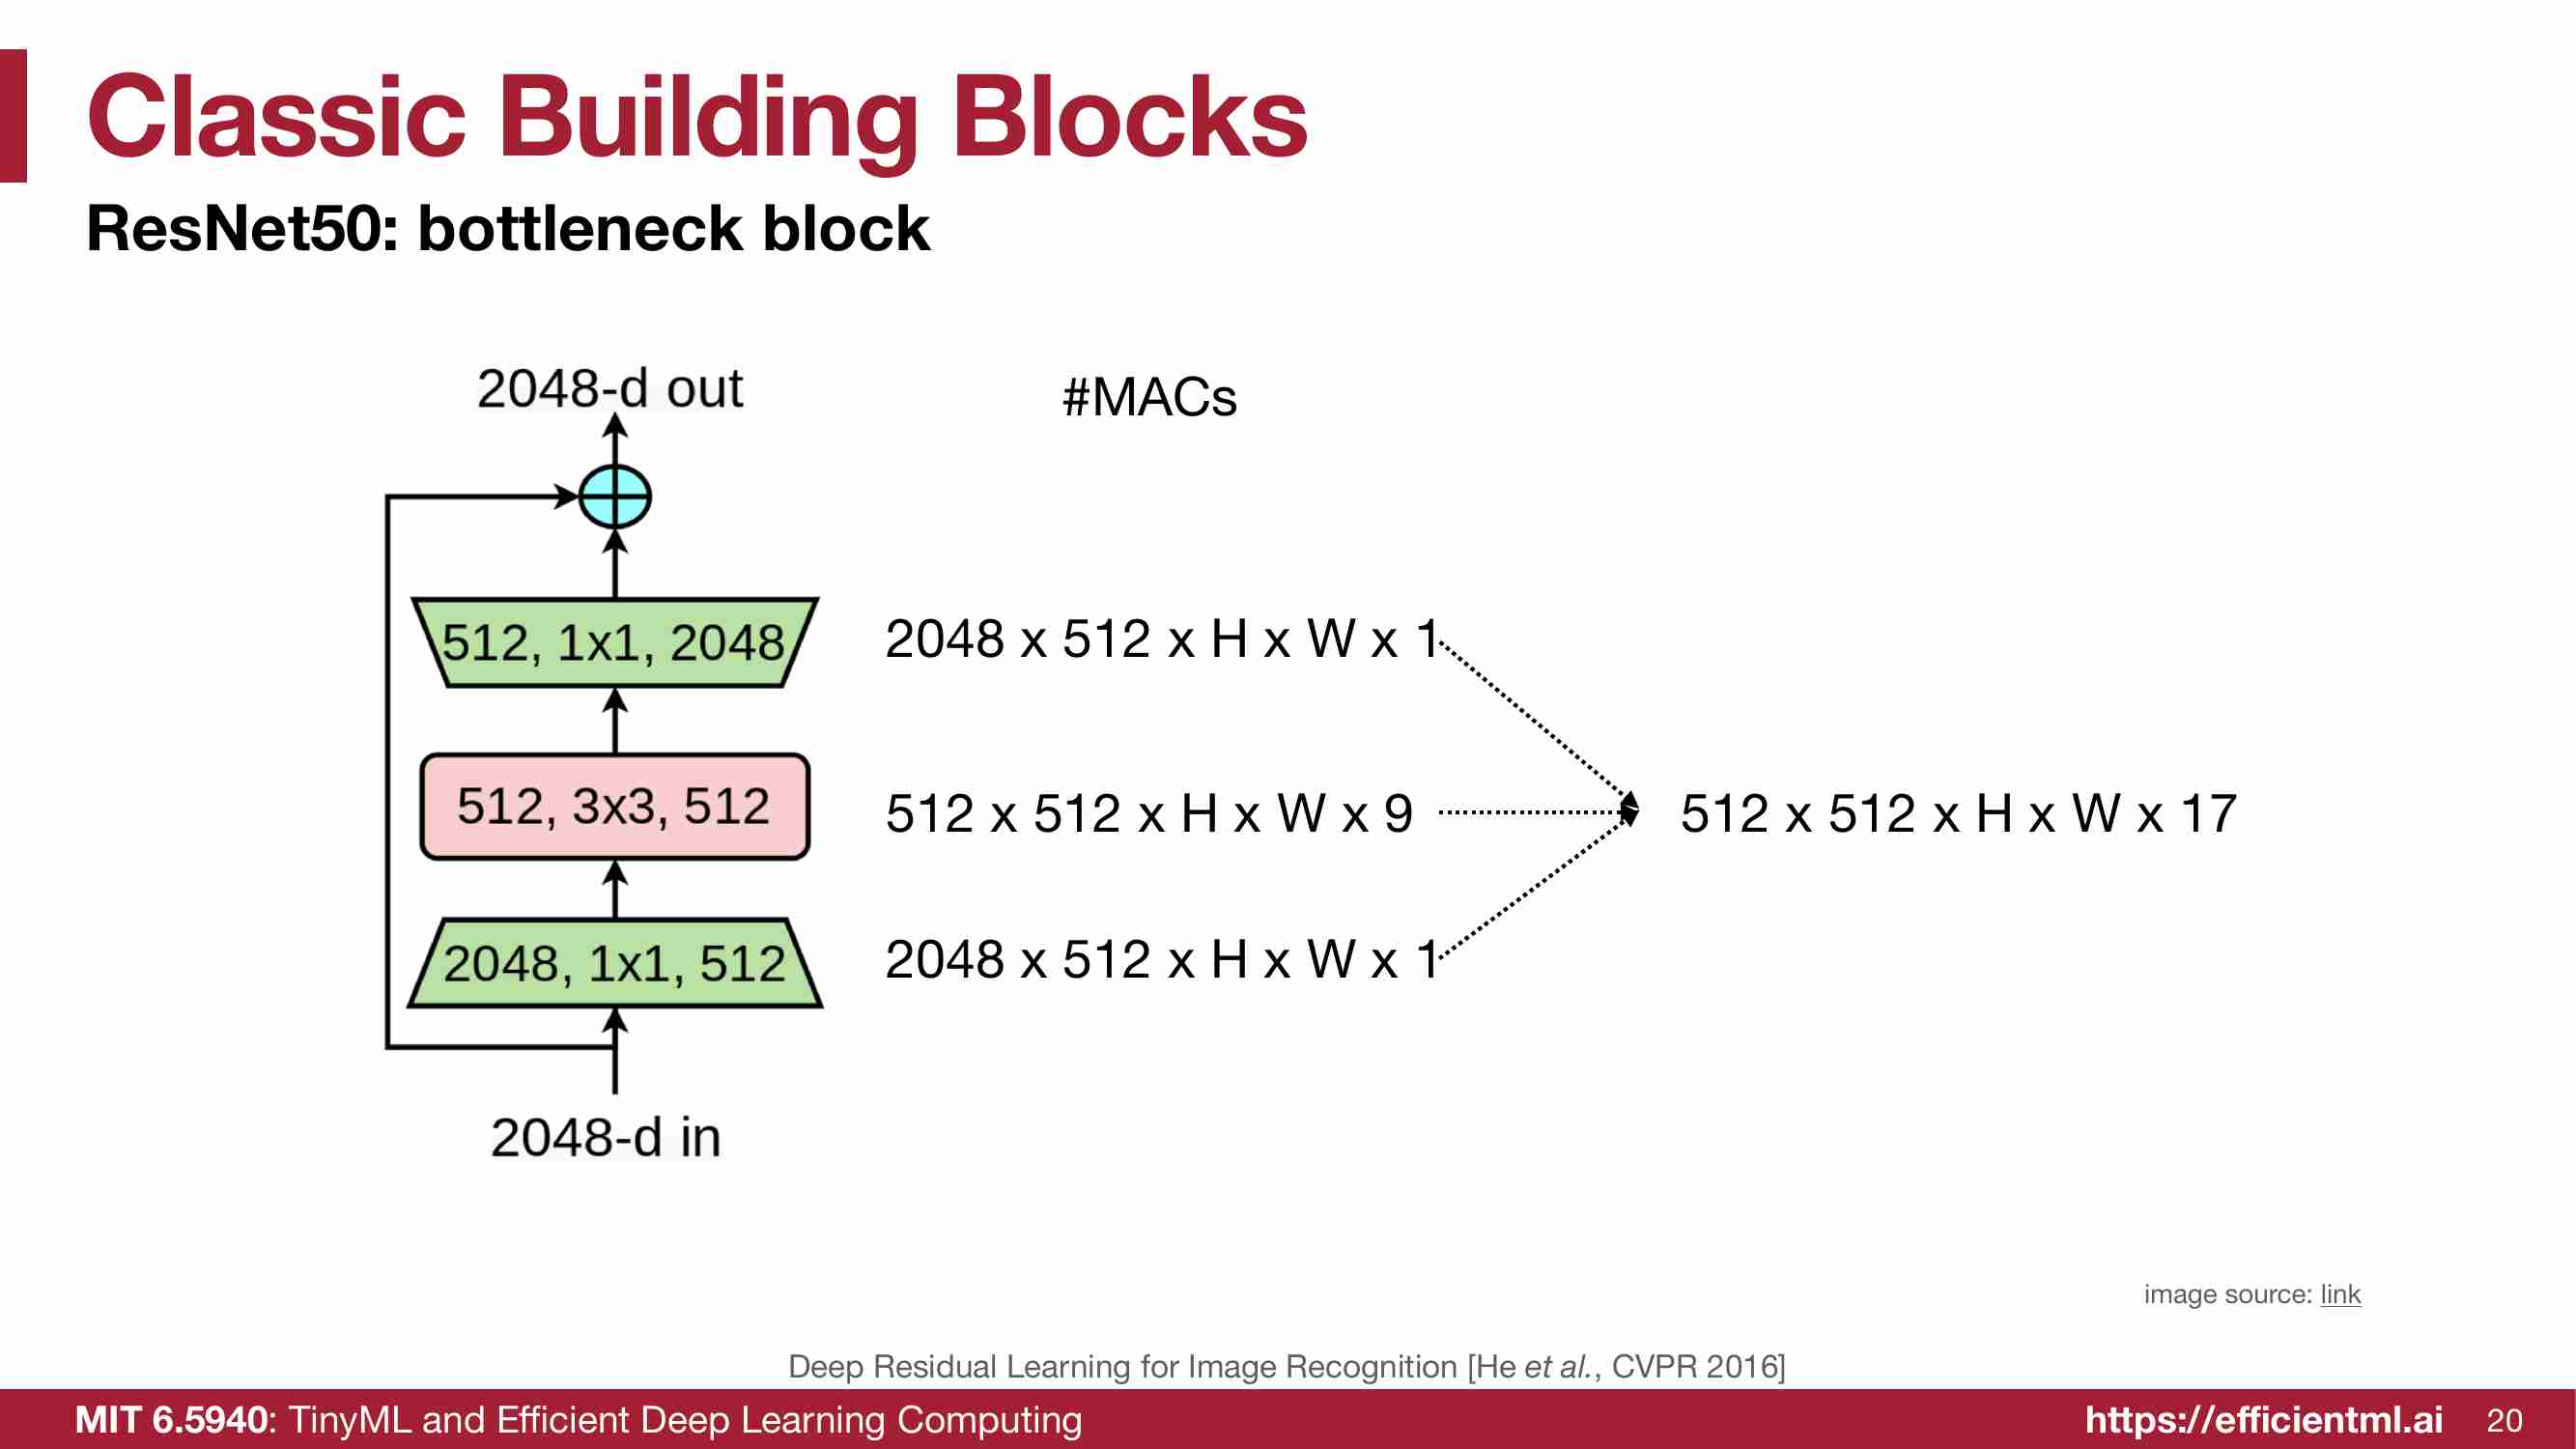 Classic Building Blocks
ResNet50: bottleneck block
2048-d out
#MACs
512, 1x1, 2048
2048 x 512 x H x W x 1
512, 3x3, 512
512 x 512 x H x W x 9
512 x 512 x H x W x 17
2048, 1x1, 512
2048 x 512 x H x W x 1
2048-d in
image source: link
Deep Residual Learning for Image Recognition [He et al., CVPR 2016]
MIT 6.5940: TinyML and Efficient Deep Learning Computing
https://efficientml.ai
20